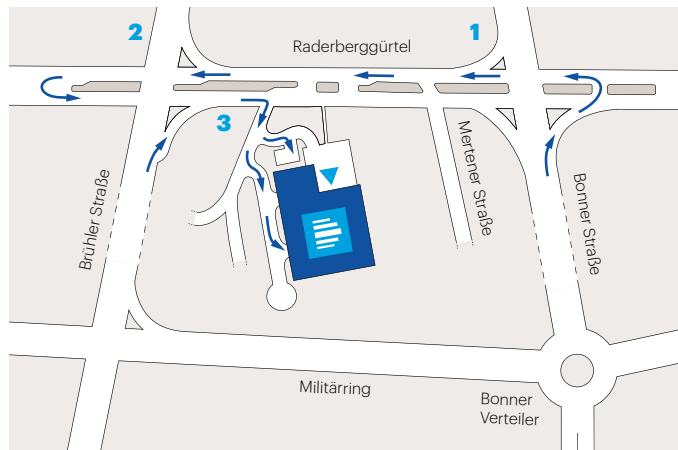 2
1
Raderberggürtel
3
Mertener Straße
Bonner Straße
Brühler Straße
Militärring
Bonner
Verteiler